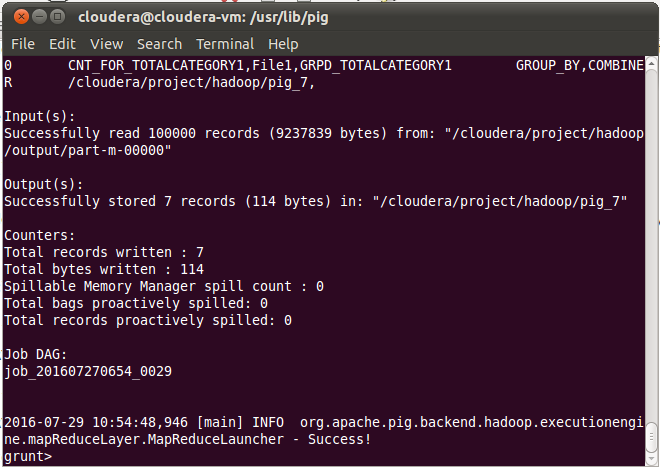 cloudera@cloudera-vm: /usr/lib/pig
File Edit View Search Terminal Help
0 CNT_FOR_TOTALCATEGORY1,File1,GRPD_TOTALCATEGORY1 GROUP_BY,COMBINE
R /cloudera/project/hadoop/pig_7,
Input(s):
Successfully read 100000 records (9237839 bytes) from: "/cloudera/project/hadoop
/output/part-m-00000"
Output(s):
Successfully stored 7 records (114 bytes) in: "/cloudera/project/hadoop/pig_7"
Counters:
Total records written : 7
Total bytes written : 114
Spillable Memory Manager spill count : 0
Total bags proactively spilled: 0
Total records proactively spilled: 0
Job DAG:
job_201607270654_0029
2016-07-29 10:54:48,946 [main] INFO org.apache.pig.backend.hadoop.executionengi
ne.mapReduceLayer.MapReduceLauncher - Success!
grunt>